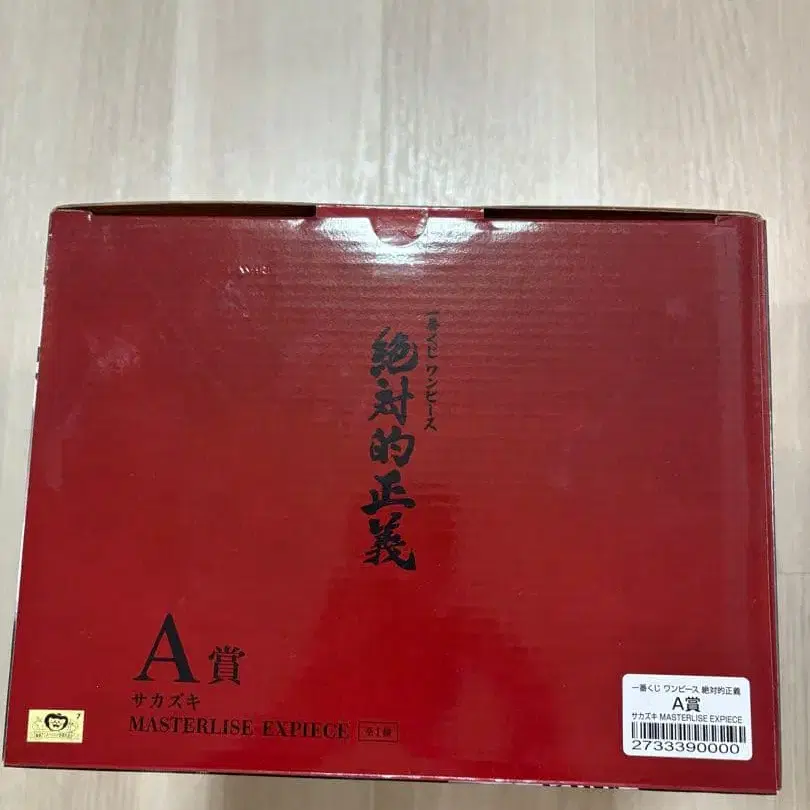 一番くじ ワンピース
絶対的正義
A賞
サカズキ
MASTERLISE EXPIECE 全1種
一番くじ ワンピース 絶対的正義
A賞
サカズキ MASTERLISE EXPIECE
2733390000